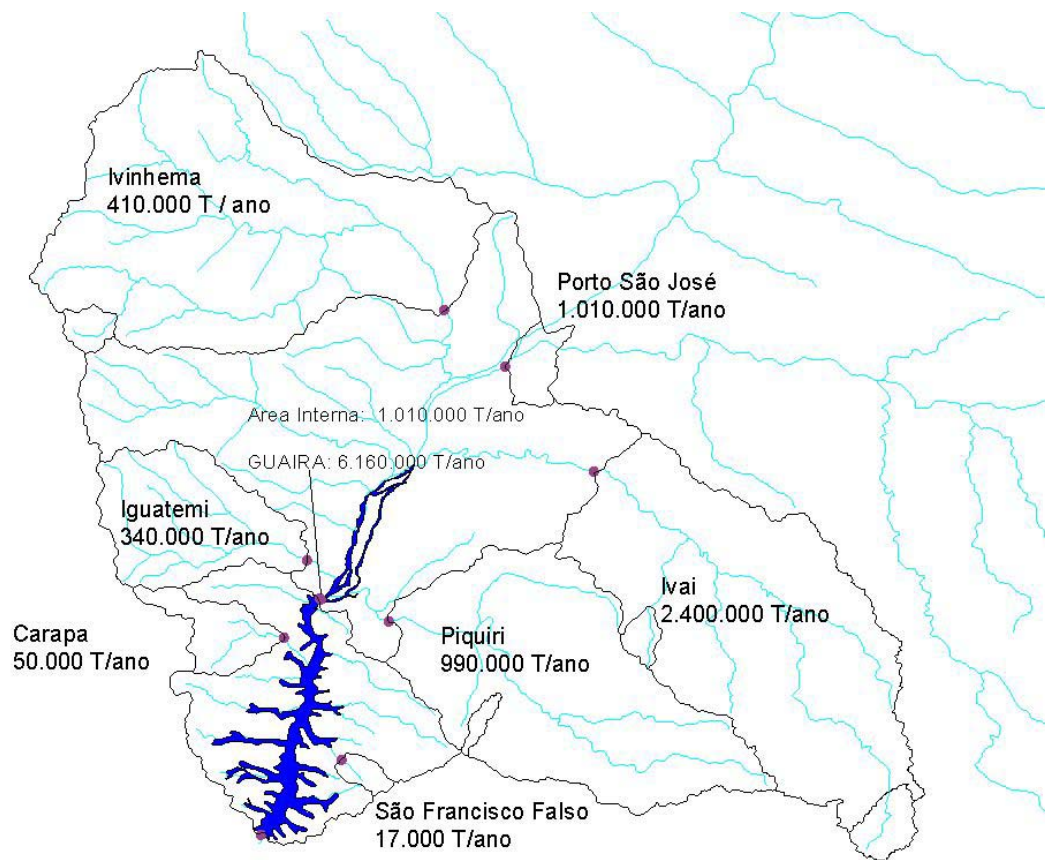 Ivinhema
410.000 T / ano
Porto São José
1.010.000 T/ano
Area Interna: 1.010.000 T/ano
GUAIRA: 6.160.000 T/ano
Iguatemi
340.000 T/ano
Ivai
2.400.000 T/ano
Carapa
50.000 T/ano
Piquiri
990.000 T/ano
São Francisco Falso
17.000 T/ano